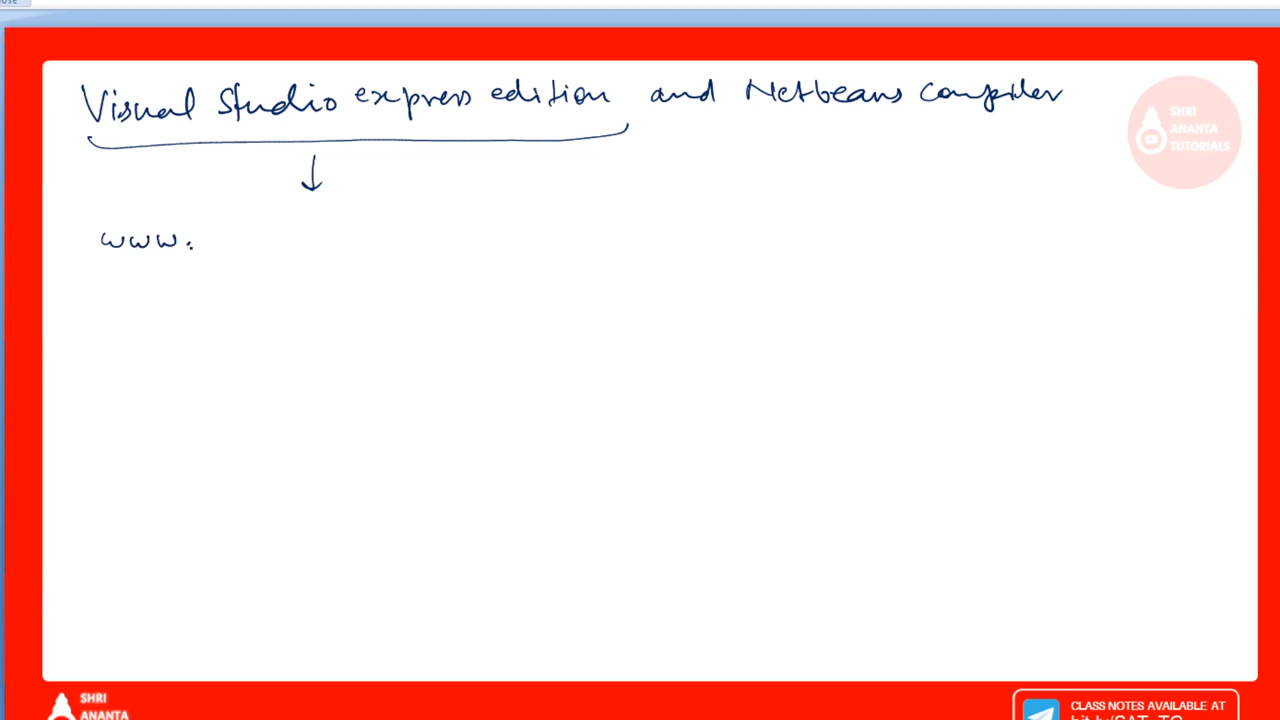 Visual Studio express edition and Netbeans compiler
www.
SHRI
ANANTA
TUTORIALS
SHRI
ANANTA
CLASS NOTES AVAILABLE AT